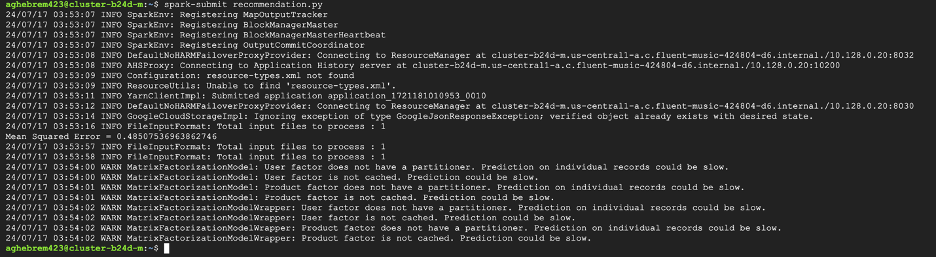 aghebrem423@cluster-b24d-m:~$ spark-submit recommendation.py
24/07/17 03:53:07 INFO SparkEnv: Registering MapOutputTracker
24/07/17 03:53:07 INFO SparkEnv: Registering BlockManagerMaster
24/07/17 03:53:07 INFO SparkEnv: Registering BlockManagerMasterHeartbeat
24/07/17 03:53:07 INFO SparkEnv: Registering OutputCommitCoordinator
24/07/17 03:53:08 INFO DefaultNoHARMFailoverProxyProvider: Connecting to ResourceManager at cluster-b24d-m.us-central1-a.c.fluent-music-424804-d6.internal./10.128.0.20:8032
24/07/17 03:53:08 INFO AHSProxy: Connecting to Application History server at cluster-b24d-m.us-central1-a.c.fluent-music-424804-d6.internal./10.128.0.20:10200
24/07/17 03:53:09 INFO Configuration: resource-types.xml not found
24/07/17 03:53:09 INFO ResourceUtils: Unable to find 'resource-types.xml'.
24/07/17 03:53:11 INFO YarnClientImpl: Submitted application application_1721181010953_0010
24/07/17 03:53:12 INFO DefaultNoHARMFailoverProxyProvider: Connecting to ResourceManager at cluster-b24d-m.us-central1-a.c.fluent-music-424804-d6.internal./10.128.0.20:8030
24/07/17 03:53:14 INFO GoogleCloudStorageImpl: Ignoring exception of type GoogleJsonResponseException; verified object already exists with desired state.
24/07/17 03:53:16 INFO FileInputFormat: Total input files to process : 1
Mean Squared Error = 0.48507536963862746
24/07/17 03:53:57 INFO FileInputFormat: Total input files to process : 1
24/07/17 03:53:58 INFO FileInputFormat: Total input files to process : 1
24/07/17 03:54:00 WARN MatrixFactorizationModel: User factor does not have a partitioner. Prediction on individual records could be slow.
24/07/17 03:54:00 WARN MatrixFactorizationModel: User factor is not cached. Prediction could be slow.
24/07/17 03:54:01 WARN MatrixFactorizationModel: Product factor does not have a partitioner. Prediction on individual records could be slow.
24/07/17 03:54:01 WARN MatrixFactorizationModel: Product factor is not cached. Prediction could be slow.
24/07/17 03:54:02 WARN MatrixFactorizationModelWrapper: User factor does not have a partitioner. Prediction on individual records could be slow.
24/07/17 03:54:02 WARN MatrixFactorizationModelWrapper: User factor is not cached. Prediction could be slow.
24/07/17 03:54:02 WARN MatrixFactorizationModelWrapper: Product factor does not have a partitioner. Prediction on individual records could be slow.
24/07/17 03:54:02 WARN MatrixFactorizationModelWrapper: Product factor is not cached. Prediction could be slow.
aghebrem423@cluster-b24d-m:~$